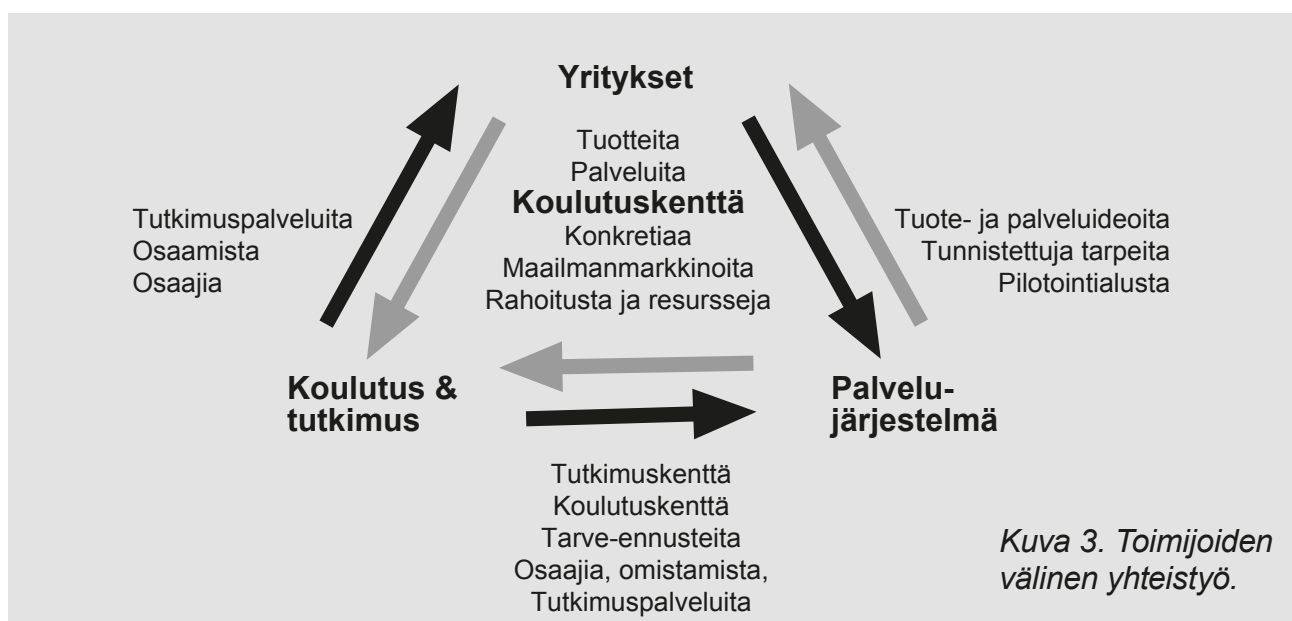 Yritykset
Tuotteita
Palveluita
Koulutuskenttä
Konkretiaa
Maailmanmarkkinoita
Rahoitusta ja resursseja
Tutkimuspalveluita
Osaamista
Osaajia
Tuote- ja palveluideoita
Tunnistettuja tarpeita
Pilotointialusta
Koulutus &
tutkimus
Palvelu-
järjestelmä
Tutkimuskenttä
Koulutuskenttä
Tarve-ennusteita
Osaajia, omistamista,
Tutkimuspalveluita
Kuva 3. Toimijoiden
välinen yhteistyö.